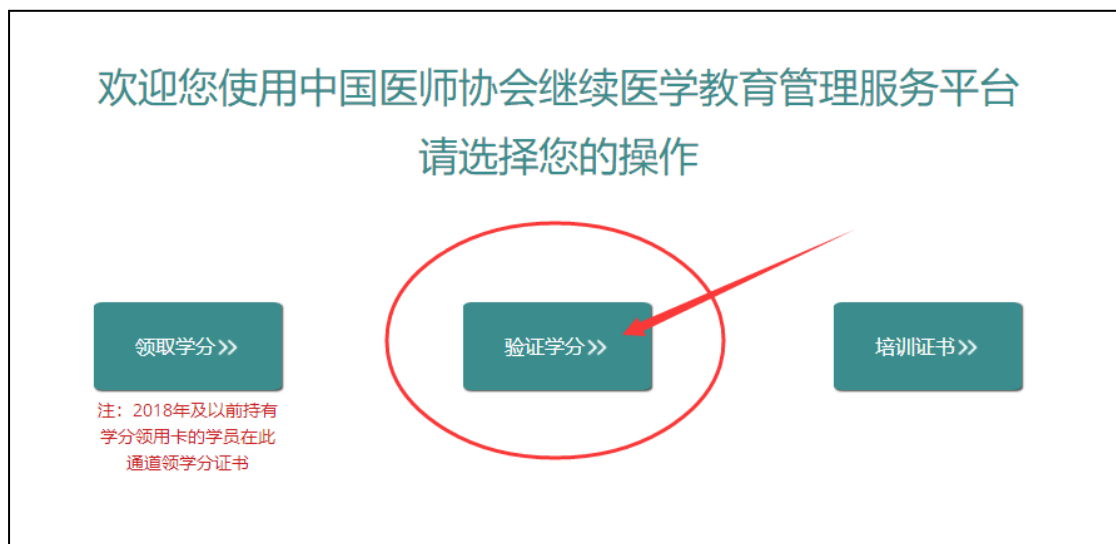 欢迎您使用中国医师协会继续医学教育管理服务平台
请选择您的操作
领取学分>>
验证学分>>
培训证书>>
注：2018年及以前持有
学分领用卡的学员在此
通道领学分证书